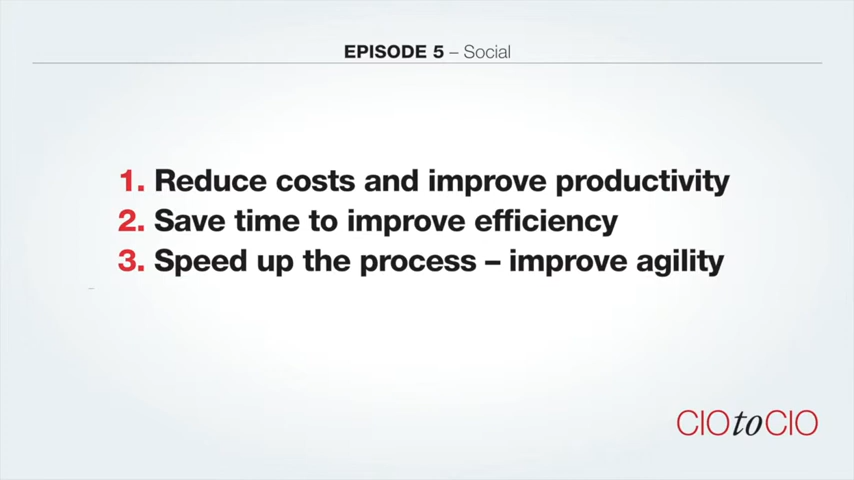 EPISODE 5 – Social
1. Reduce costs and improve productivity
2. Save time to improve efficiency
3. Speed up the process – improve agility
CIOtoCIO